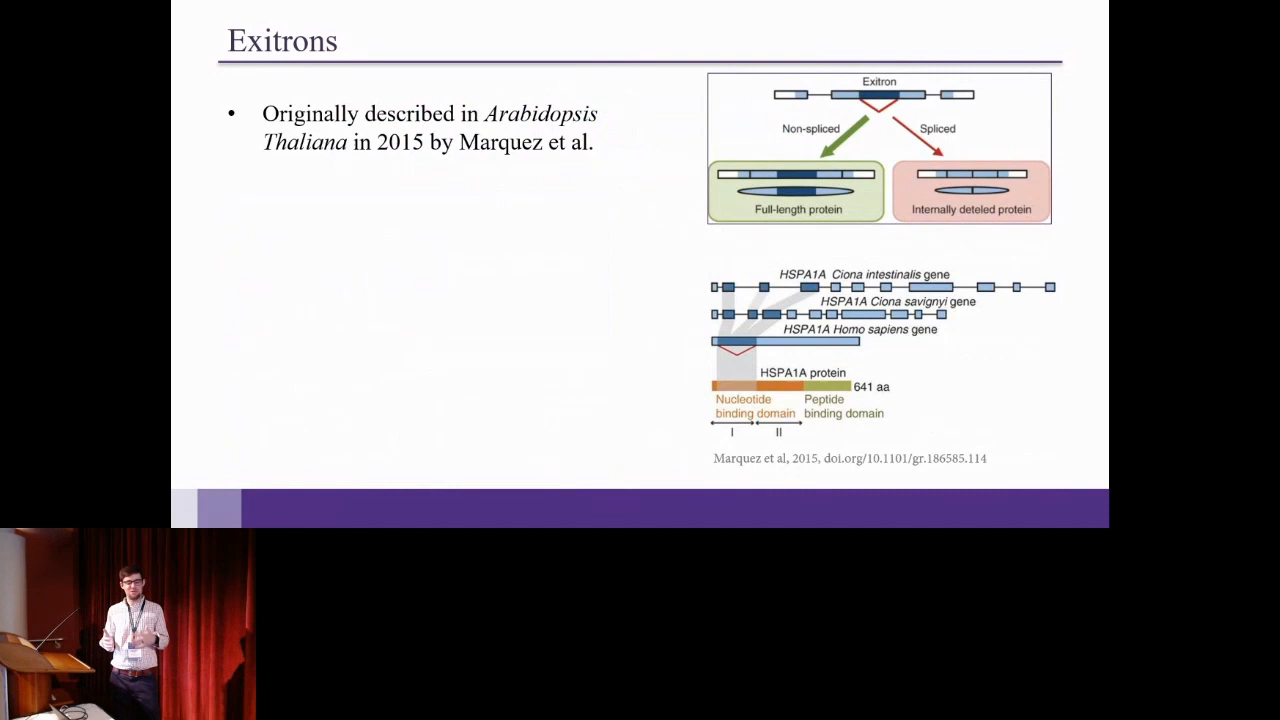 Exitrons
• Originally described in Arabidopsis
Thaliana in 2015 by Marquez et al.
Exitron
Non-spliced
Spliced
Full-length protein
Internally deteled protein
HSPA1A Ciona intestinalis gene
HSPA1A Ciona savignyi gene
HSPA1A Homo sapiens gene
HSPA1A protein
641 aa
Nucleotide
binding domain
Peptide
binding domain
I
II
Marquez et al, 2015, doi.org/10.1101/gr.186585.114